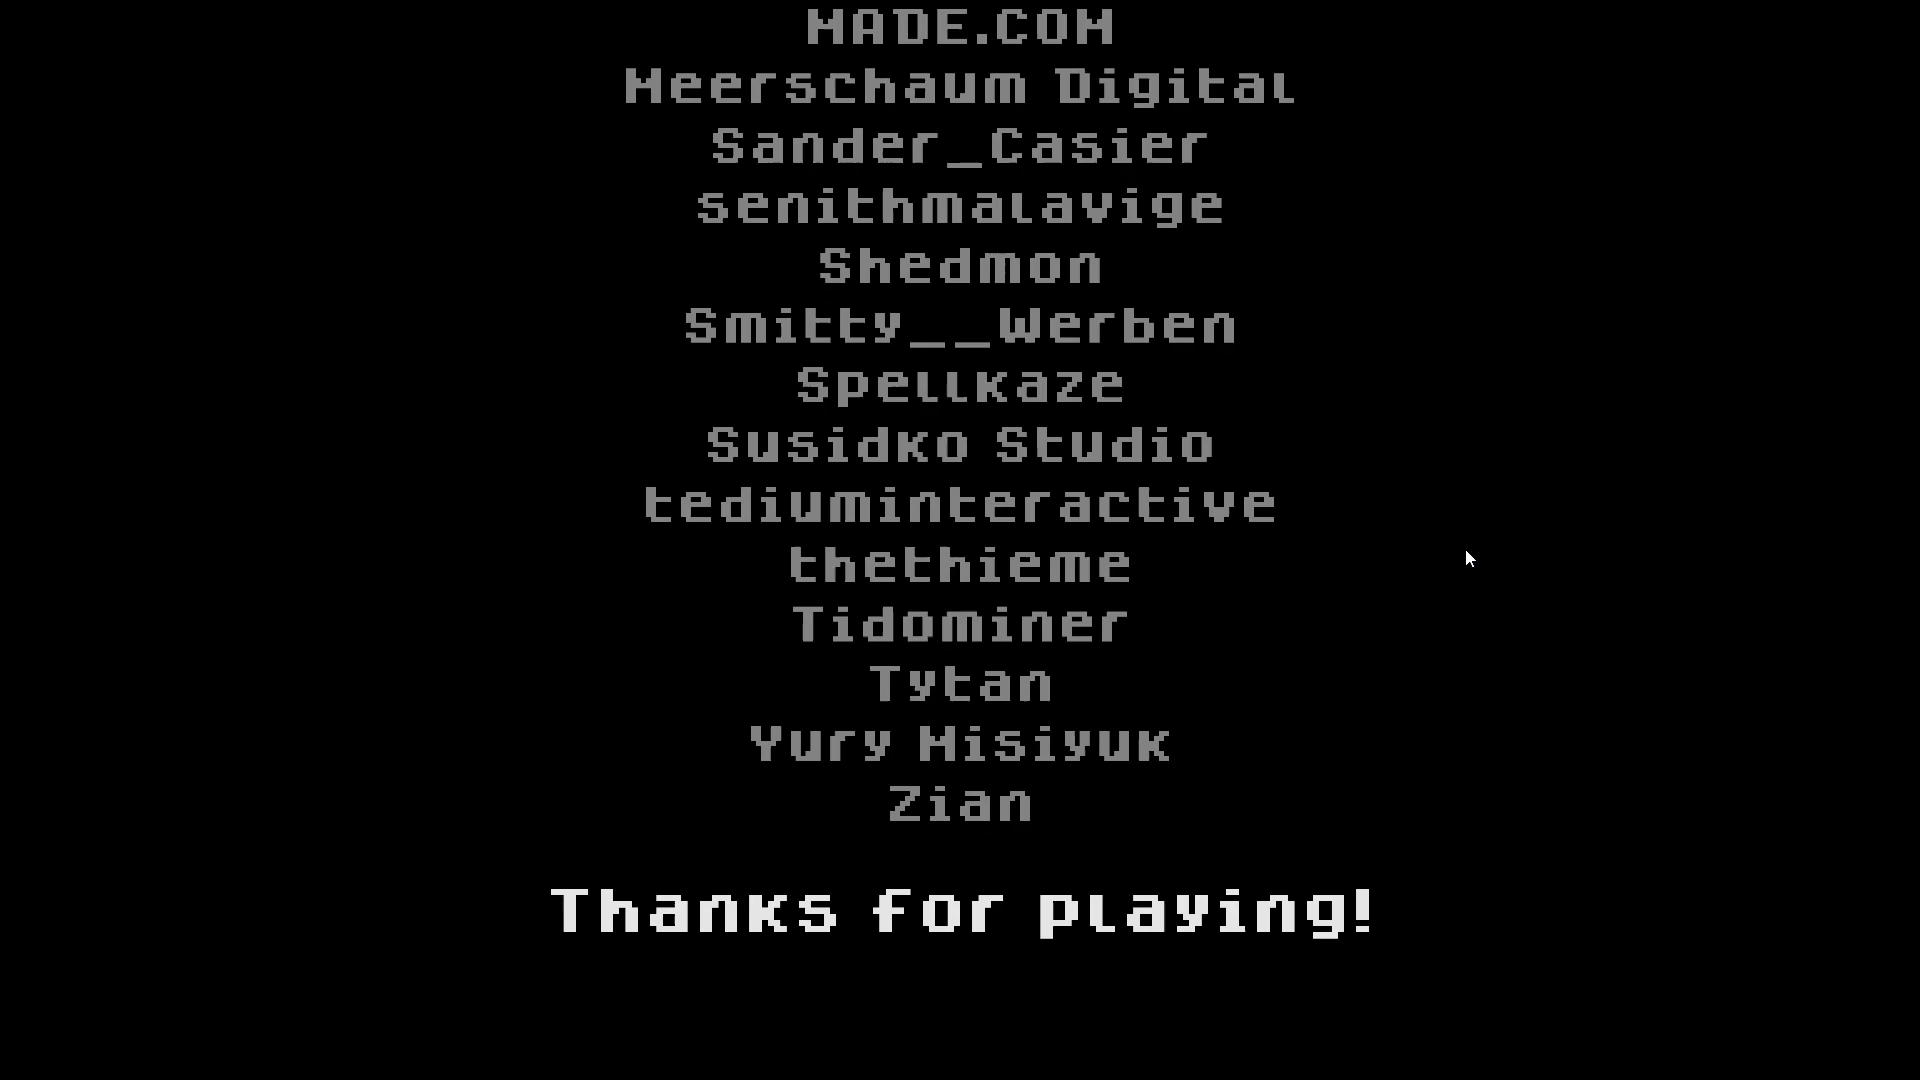 MADE.COM
Meerschaum Digital
Sander_Casier
senithmalavige
Shedmon
Smitty__Werben
Spellkaze
Susidko Studio
tediuminteractive
thethieme
Tidominer
Tytan
Yury Misiyuk
Zian
Thanks for playing!